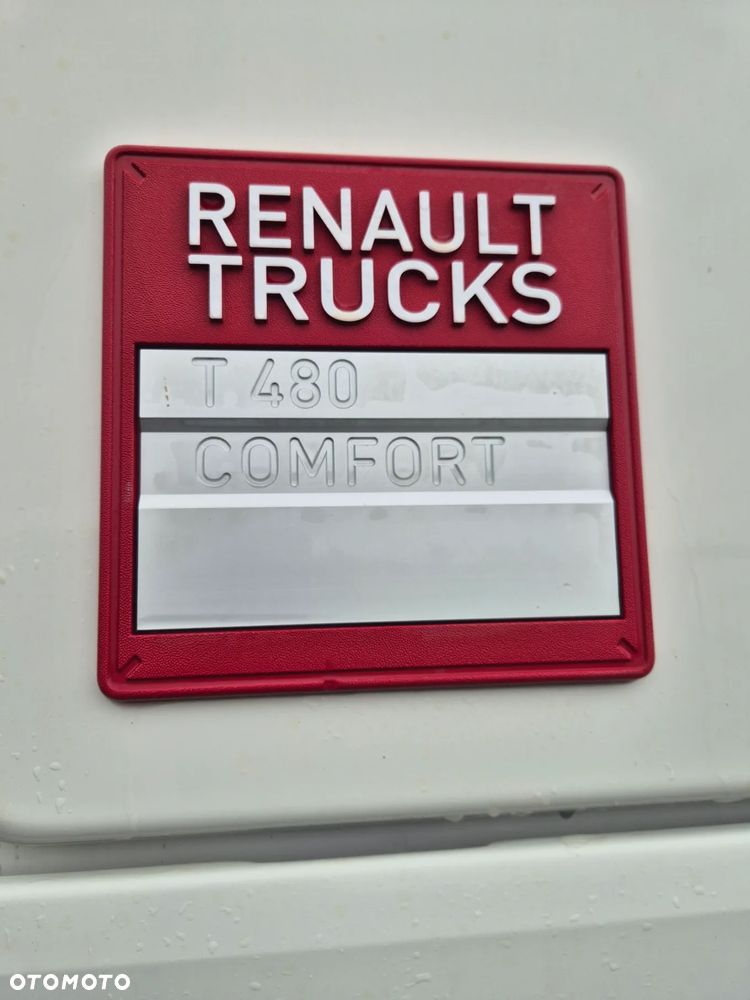 RENAULT
TRUCKS
T 480
COMFORT
OTOMOTO